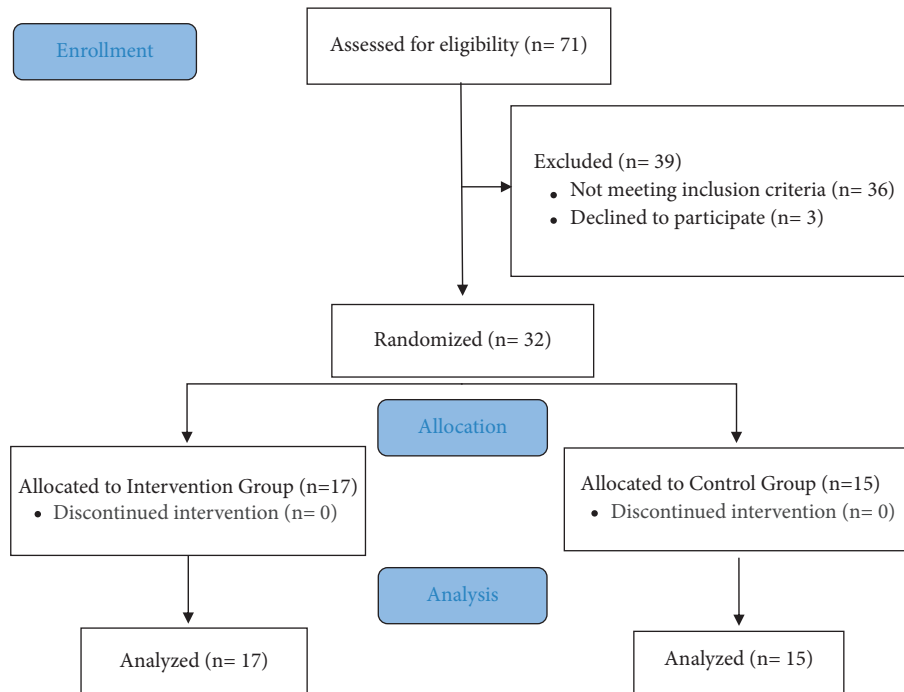 Enrollment
Assessed for eligibility (n= 71)
Excluded (n= 39)
• Not meeting inclusion criteria (n= 36)
• Declined to participate (n= 3)
Randomized (n= 32)
Allocation
Allocated to Intervention Group (n=17)
• Discontinued intervention (n= 0)
Allocated to Control Group (n=15)
• Discontinued intervention (n= 0)
Analysis
Analyzed (n= 17)
Analyzed (n= 15)